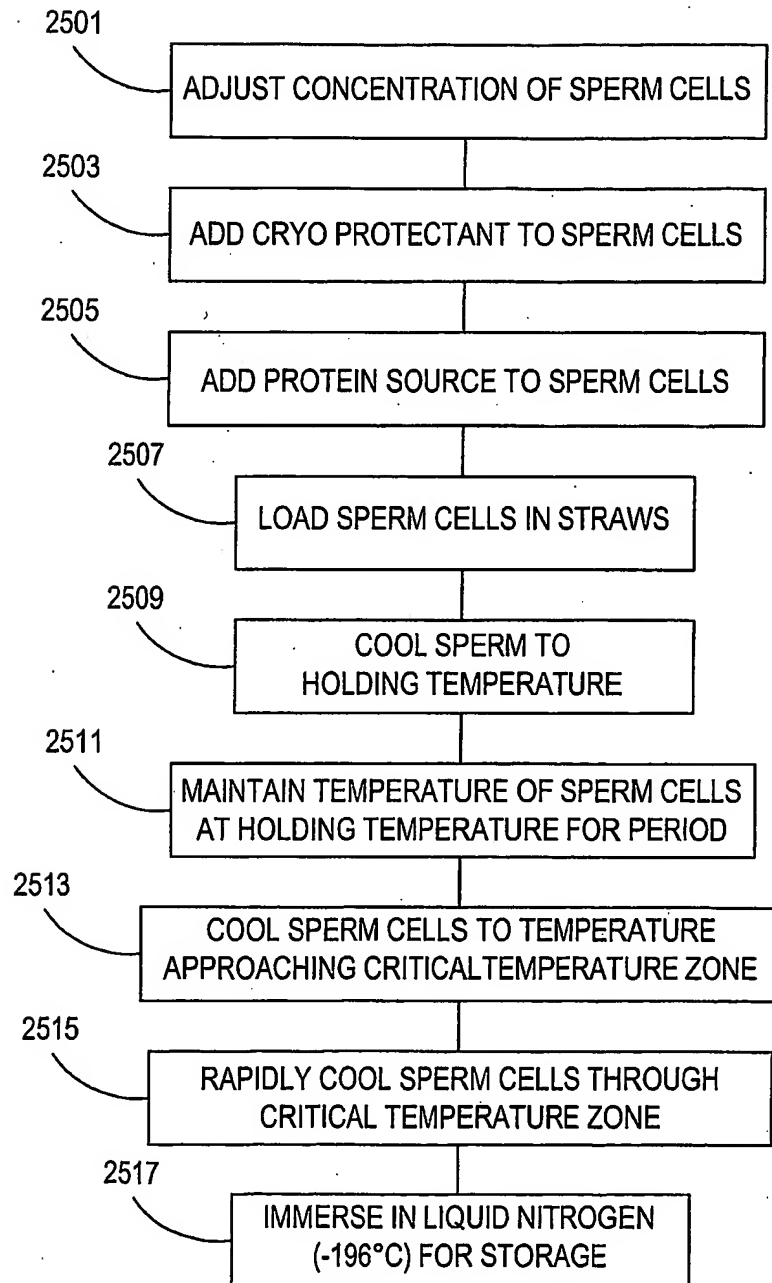 2501
ADJUST CONCENTRATION OF SPERM CELLS
2503
ADD CRYO PROTECTANT TO SPERM CELLS
2505
ADD PROTEIN SOURCE TO SPERM CELLS
2507
LOAD SPERM CELLS IN STRAWS
2509
COOL SPERM TO
HOLDING TEMPERATURE
2511
MAINTAIN TEMPERATURE OF SPERM CELLS
AT HOLDING TEMPERATURE FOR PERIOD
2513
COOL SPERM CELLS TO TEMPERATURE
APPROACHING CRITICALTEMPERATURE ZONE
2515
RAPIDLY COOL SPERM CELLS THROUGH
CRITICAL TEMPERATURE ZONE
2517
IMMERSE IN LIQUID NITROGEN
(-196°C) FOR STORAGE